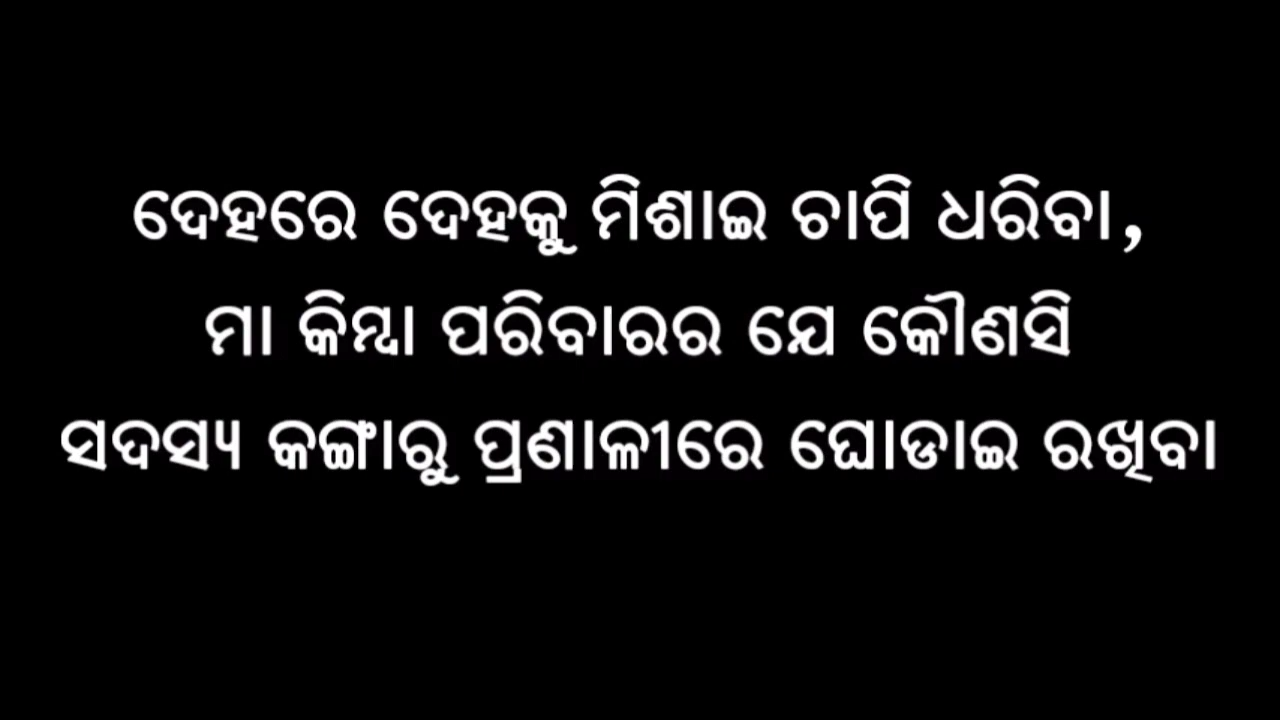 ଦେହରେ ଦେହକୁ ମିଶାଇ ଚାପି ଧରିବା,
ମା କିମ୍ବା ପରିବାରର ଯେ କୌଣସି
ସଦସ୍ୟ କଙ୍ଗାରୁ ପ୍ରଣାଳୀରେ ଘୋଡାଇ ରଖିବା